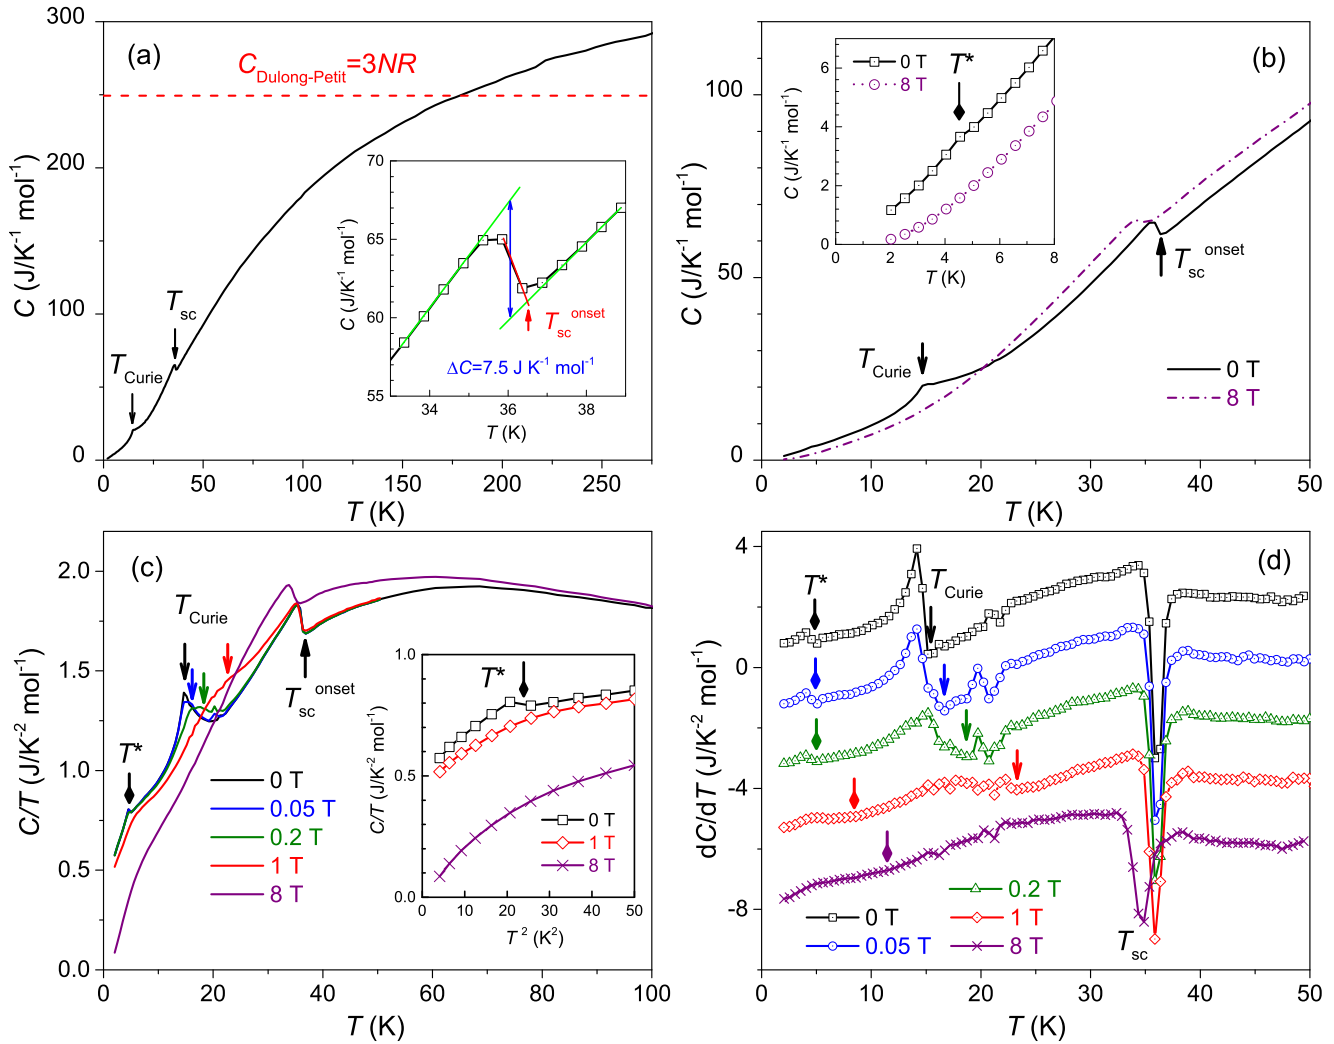 (a)
C_Dulong-Petit=3NR
300
200
100
0
C (J/K⁻¹ mol⁻¹)
T_Curie
T_sc
70
65
60
55
C (J/K⁻¹ mol⁻¹)
T_sc^onset
ΔC=7.5 J K⁻¹ mol⁻¹
34 36 38
T (K)
0 50 100 150 200 250
T (K)
(b)
100
50
0
C (J/K⁻¹ mol⁻¹)
0 T
8 T
T*
6
4
2
0
C (J/K⁻¹ mol⁻¹)
0 2 4 6 8
T (K)
T_sc^onset
T_Curie
0 T
8 T
0 10 20 30 40 50
T (K)
(c)
2.0
1.5
1.0
0.5
0.0
C/T (J/K⁻² mol⁻¹)
T_Curie
T_sc^onset
T*
0 T
0.05 T
0.2 T
1 T
8 T
1.0
0.5
0.0
C/T (J/K⁻² mol⁻¹)
T*
0 T
1 T
8 T
0 10 20 30 40 50
T² (K²)
0 20 40 60 80 100
T (K)
(d)
4
0
-4
-8
dC/dT (J/K⁻² mol⁻¹)
T*
T_Curie
0.2 T
0 T
1 T
0.05 T
8 T
T_sc
0 10 20 30 40 50
T (K)